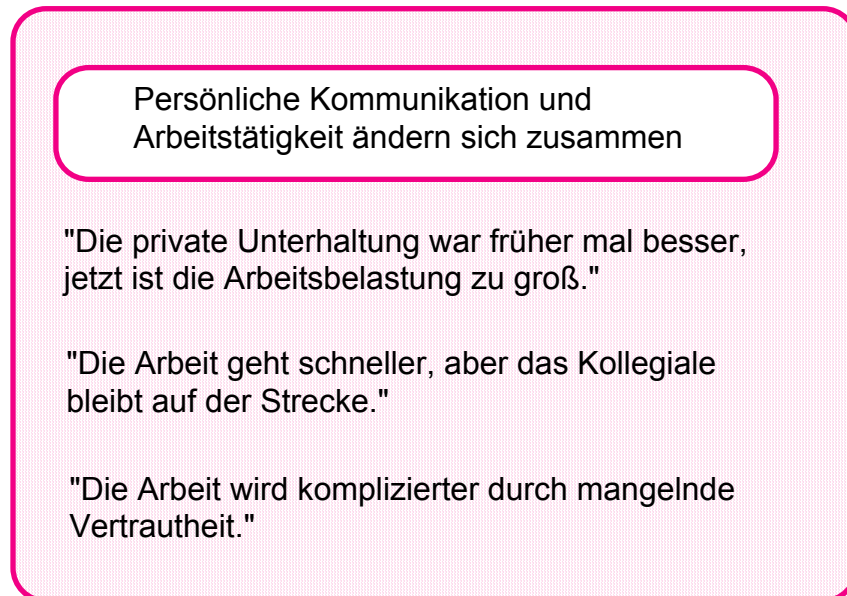 Persönliche Kommunikation und
Arbeitstätigkeit ändern sich zusammen
"Die private Unterhaltung war früher mal besser,
jetzt ist die Arbeitsbelastung zu groß."
"Die Arbeit geht schneller, aber das Kollegiale
bleibt auf der Strecke."
"Die Arbeit wird komplizierter durch mangelnde
Vertrautheit."